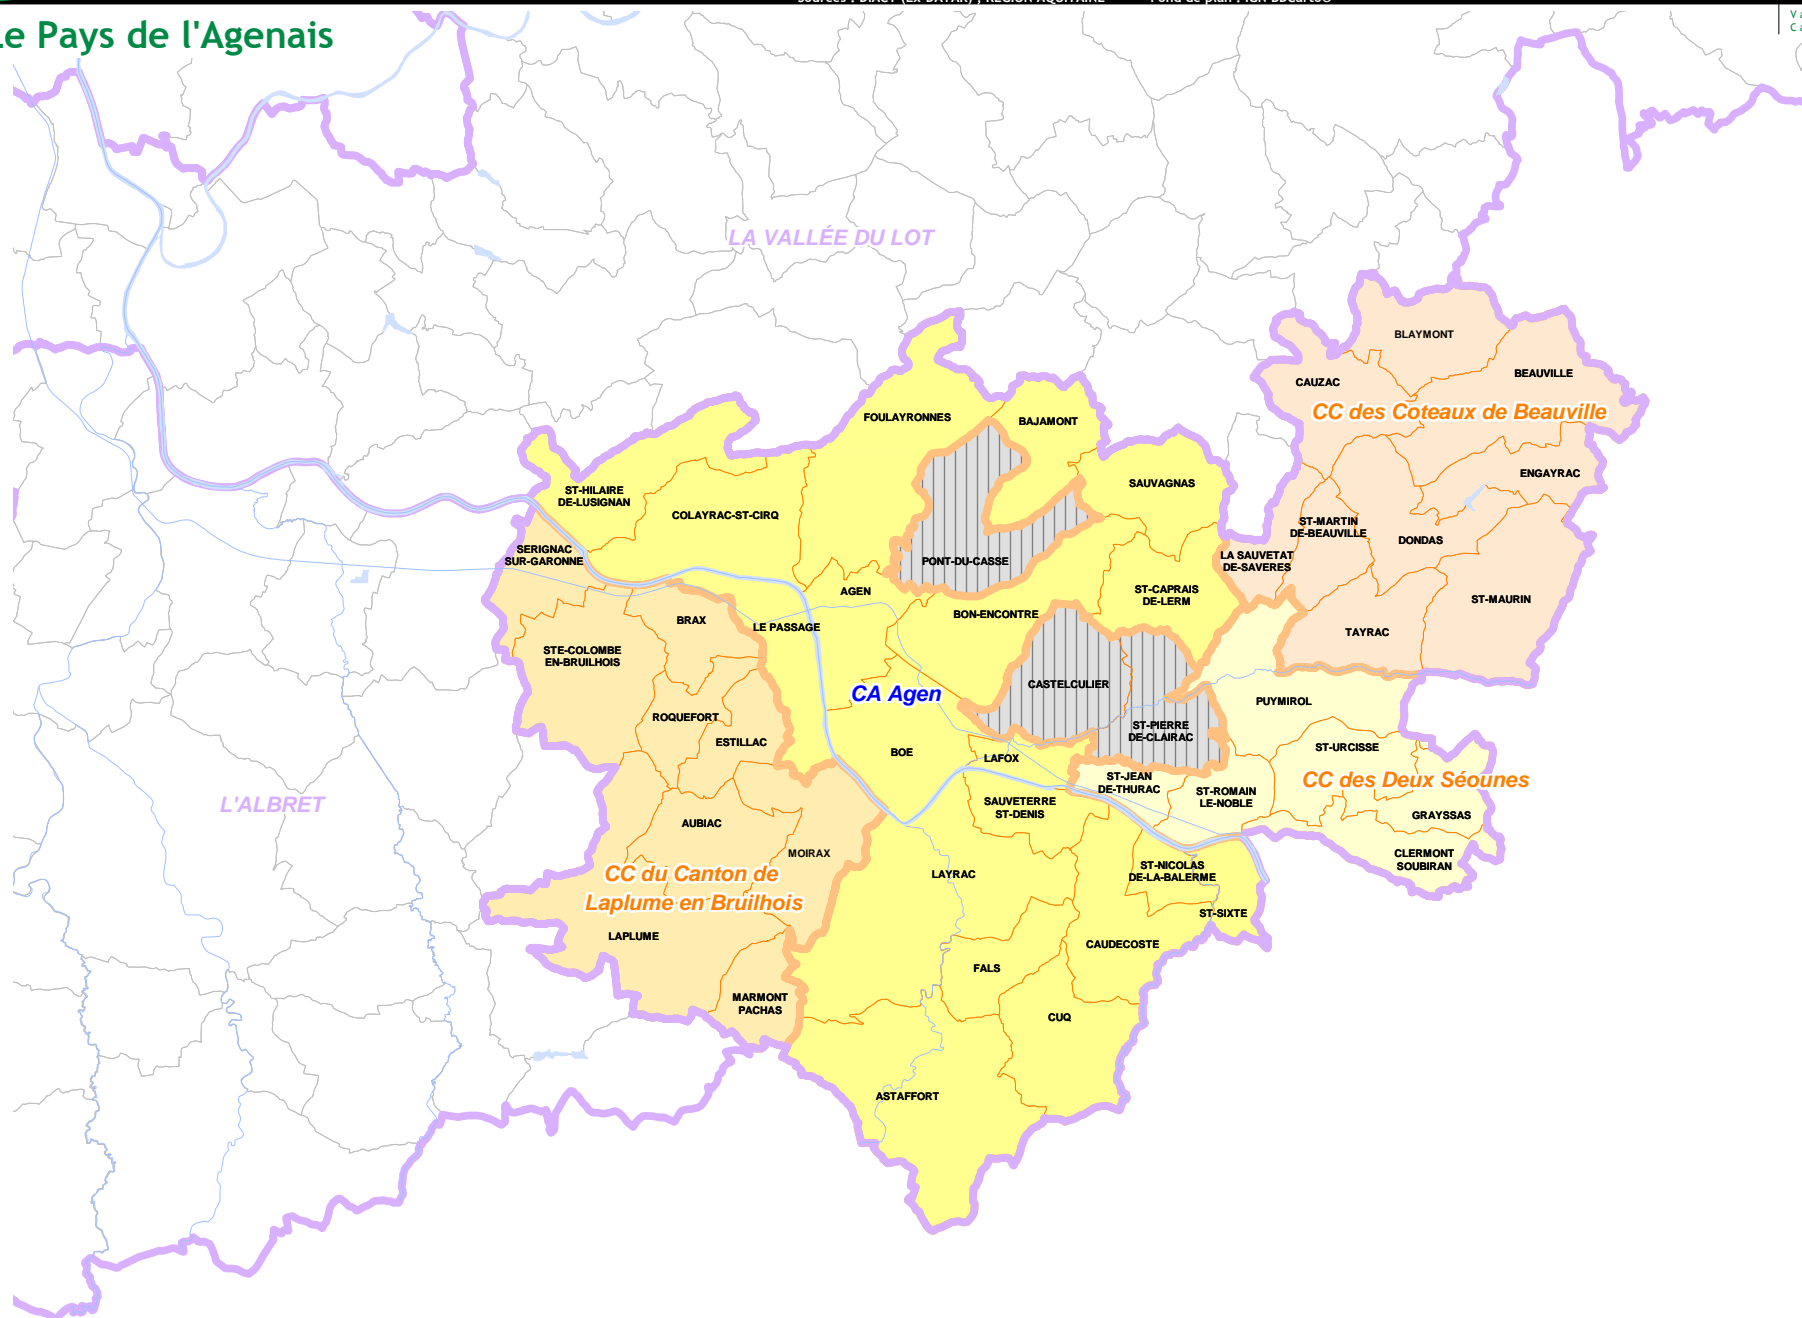 Le Pays de l'Agenais
LA VALLÉE DU LOT
BLAYMONT
BEAUVILLE
CAUZAC
CC des Coteaux de Beauville
FOULAYRONNES
BAJAMONT
ENGAYRAC
SAUVAGNAS
ST-HILAIRE
DE-LUSIGNAN
COLAYRAC-ST-CIRQ
ST-MARTIN
DE-BEAUVILLE
DONDAS
SERIGNAC
SUR-GARONNE
PONT-DU-CASSE
LA SAUVETAT
DE-SAVERES
AGEN
ST-CAPRAIS
DE-LERM
ST-MAURIN
BON-ENCONTRE
BRAX
LE PASSAGE
TAYRAC
STE-COLOMBE
EN-BRUILHOIS
CASTELCULIER
CA Agen
PUYMIROL
ROQUEFORT
ST-PIERRE
DE-CLAIRAC
ESTILLAC
BOE
ST-URCISSE
LAFOX
ST-JEAN
DE-THURAC
CC des Deux Séounes
ST-ROMAIN
LE-NOBLE
L'ALBRET
SAUVETERRE
ST-DENIS
GRAYSSAS
AUBIAC
MOIRAX
CLERMONT
SOUBIRAN
CC du Canton de
Laplume en Bruilhois
LAYRAC
ST-NICOLAS
DE-LA-BALERME
ST-SIXTE
LAPLUME
CAUDECOSTE
FALS
MARMONT
PACHAS
CUQ
ASTAFFORT